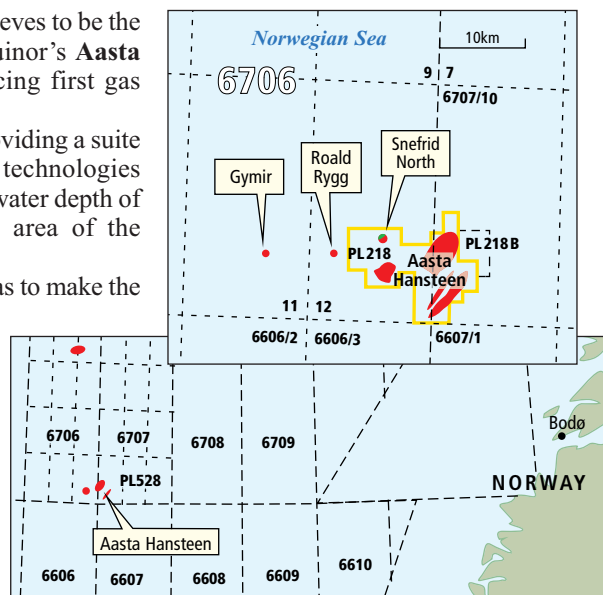 eves to be the
uinor's Aasta
cing first gas
oviding a suite
technologies
water depth of
area of the
as to make the
Norwegian Sea
10km
6706
9 7
6707/10
Snefrid
North
Roald
Rygg
Gymir
PL218
PL218B
Aasta
Hansteen
11 12
6606/2 6606/3 6607/1
6706 6707 6708 6709
Bodø
PL528
NORWAY
Aasta Hansteen
6606 6607 6608 6609 6610